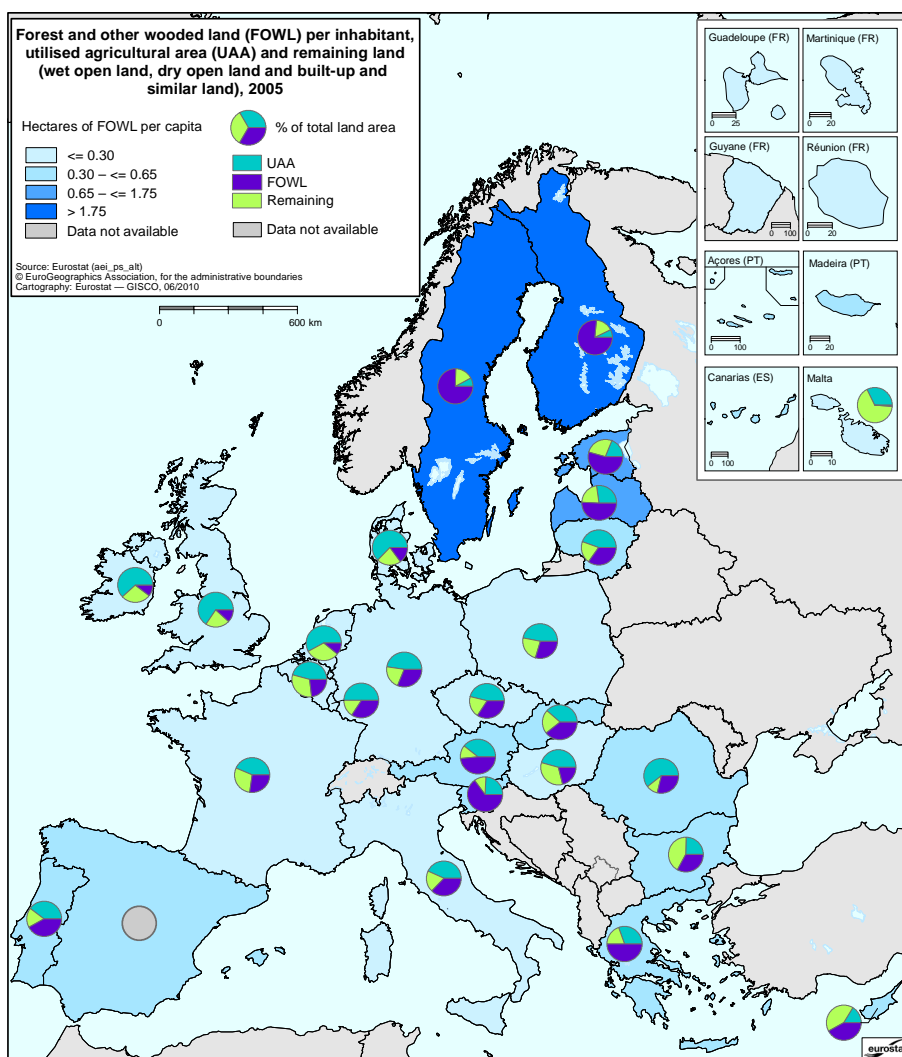 Forest and other wooded land (FOWL) per inhabitant,
utilised agricultural area (UAA) and remaining land
(wet open land, dry open land and built-up and
similar land), 2005
Hectares of FOWL per capita
<= 0.30
0.30 – <= 0.65
0.65 – <= 1.75
> 1.75
Data not available
% of total land area
UAA
FOWL
Remaining
Data not available
Source: Eurostat (aei_ps_alt)
© EuroGeographics Association, for the administrative boundaries
Cartography: Eurostat — GISCO, 06/2010
0 600 km
Guadeloupe (FR)
0 25
Martinique (FR)
0 20
Guyane (FR)
0 100
Réunion (FR)
0 20
Açores (PT)
0 100
Madeira (PT)
0 20
Canarias (ES)
0 100
Malta
0 10
eurostat